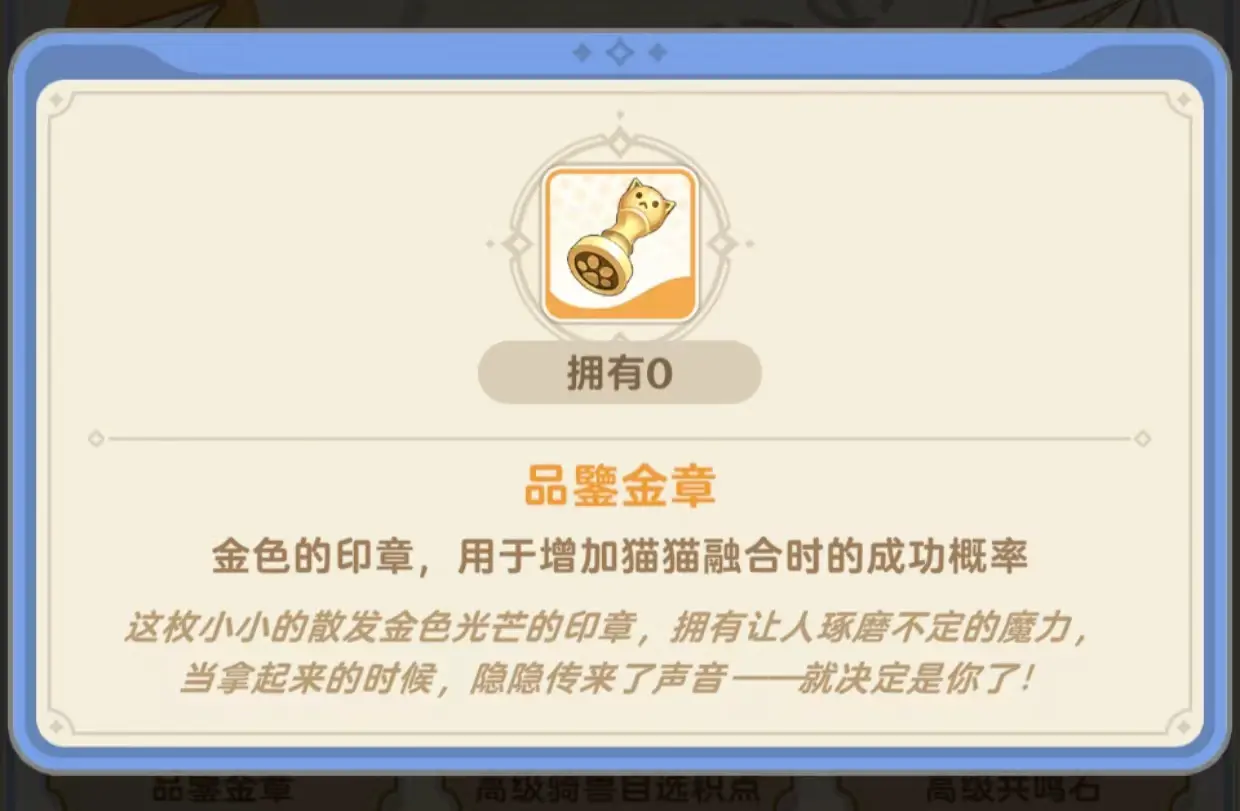 拥有0
品鑒金章
金色的印章，用于增加猫猫融合时的成功概率
这枚小小的散发金色光芒的印章，拥有让人琢磨不定的魔力，
当拿起来的时候，隐隐传来了声音——就决定是你了！
品鉴金章 高级骑兽自选积点 高级共鸣石